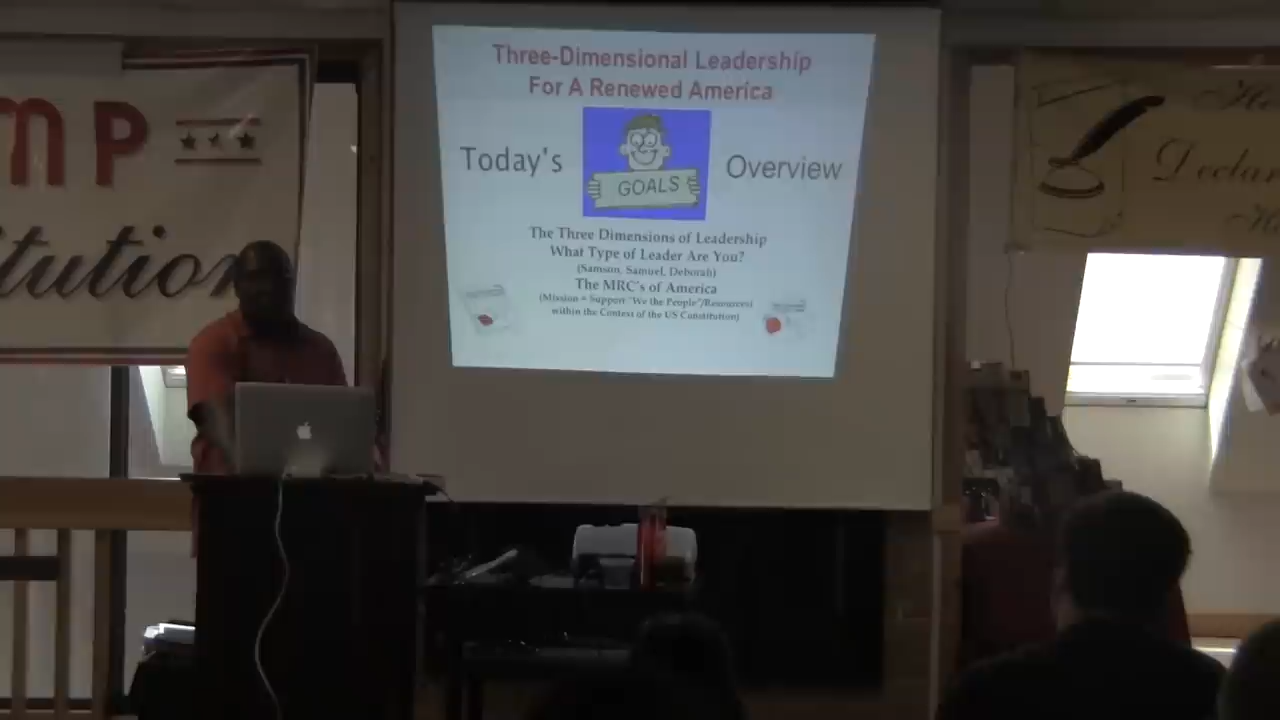 mp
titution
Three-Dimensional Leadership
For A Renewed America
Today's
GOALS
Overview
The Three Dimensions of Leadership
What Type of Leader Are You?
(Samson, Samuel, Deborah)
The MRC's of America
(Mission = Support "We the People"/Resources)
within the Context of the US Constitution)
Declar